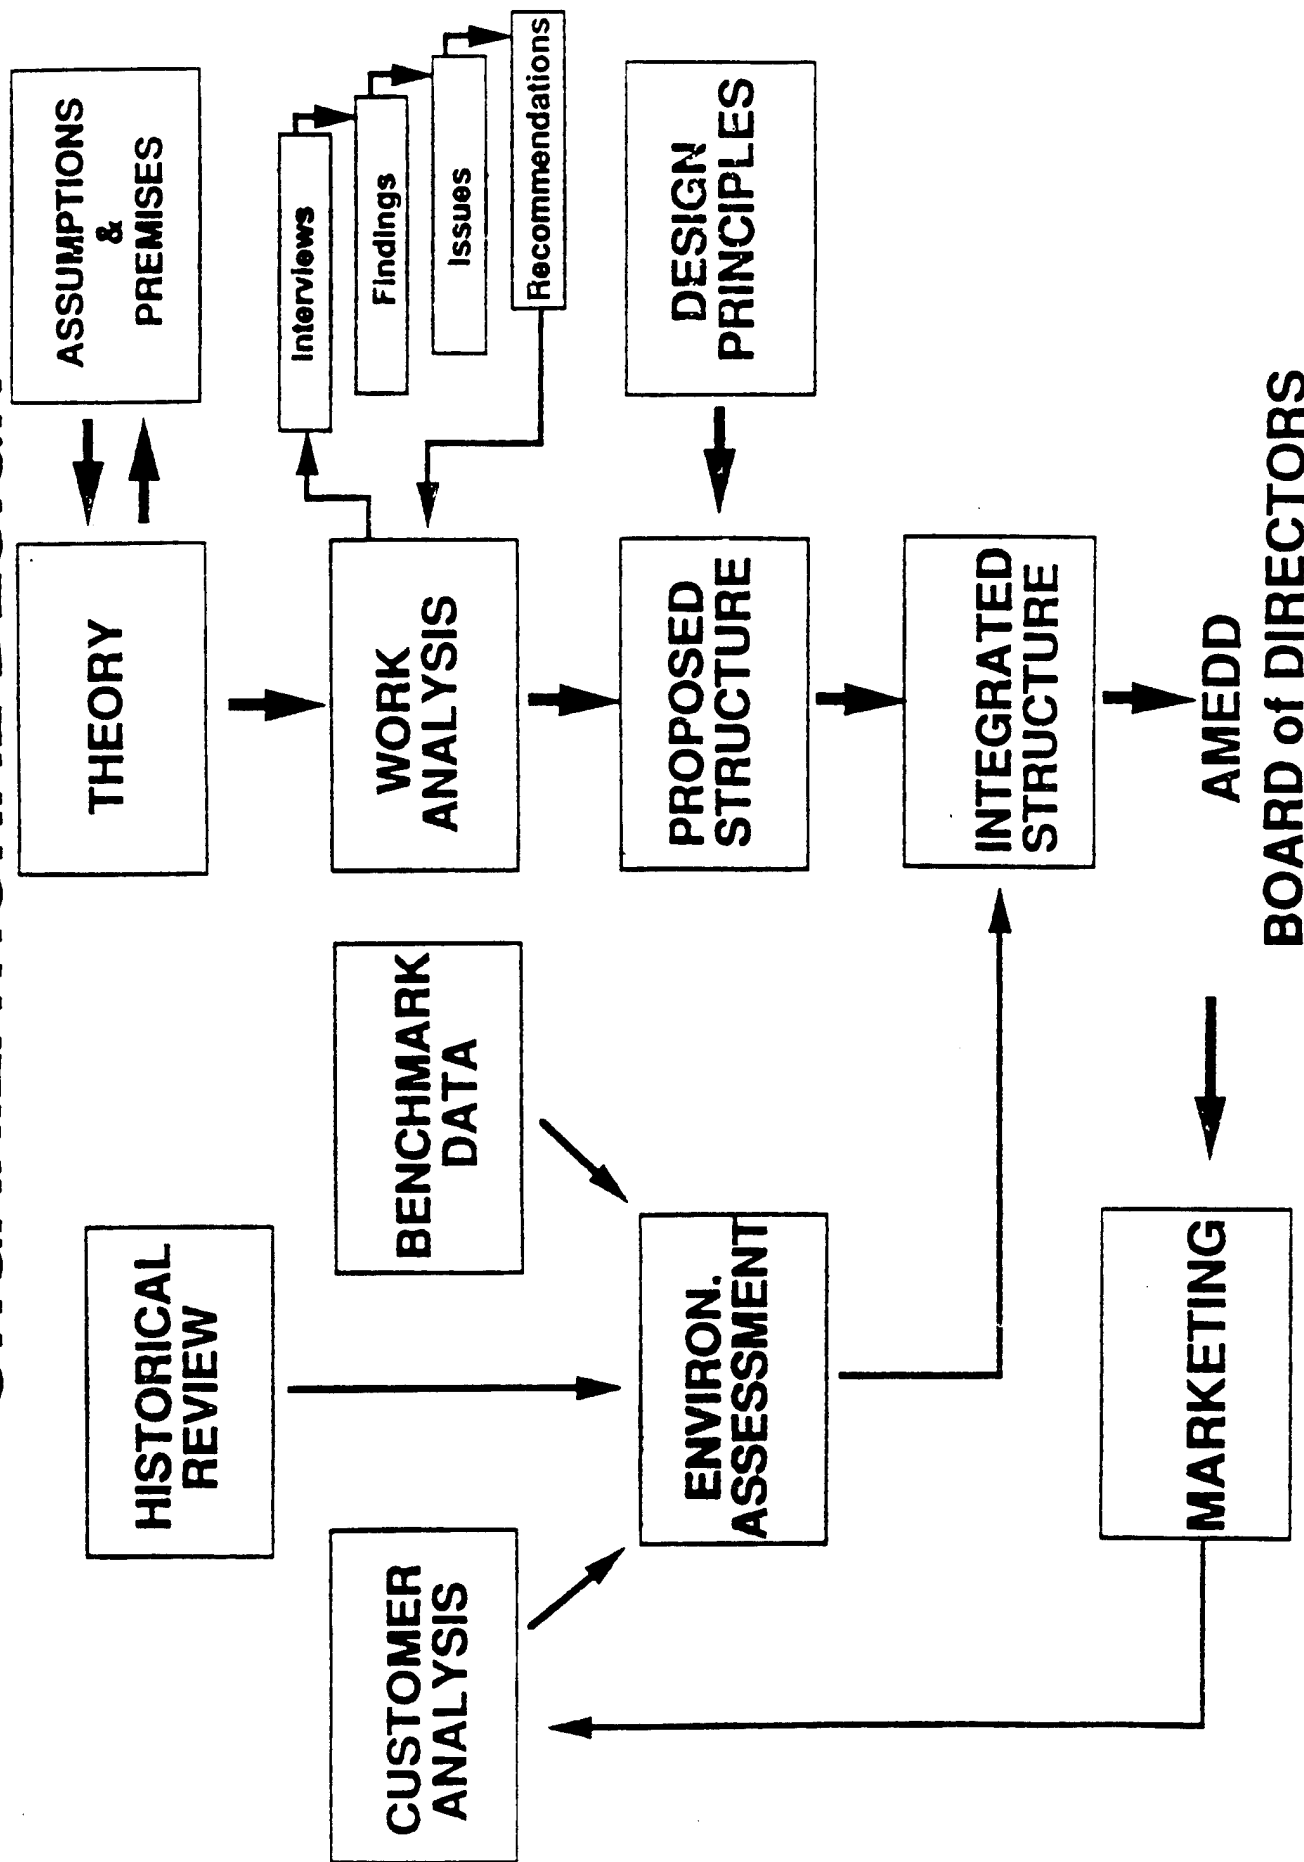 HISTORICAL
REVIEW
CUSTOMER
ANALYSIS
BENCHMARK
DATA
ENVIRON.
ASSESSMENT
MARKETING
THEORY
WORK
ANALYSIS
PROPOSED
STRUCTURE
INTEGRATED
STRUCTURE
AMEDD
BOARD of DIRECTORS
ASSUMPTIONS
&
PREMISES
Interviews
Findings
Issues
Recommendations
DESIGN
PRINCIPLES